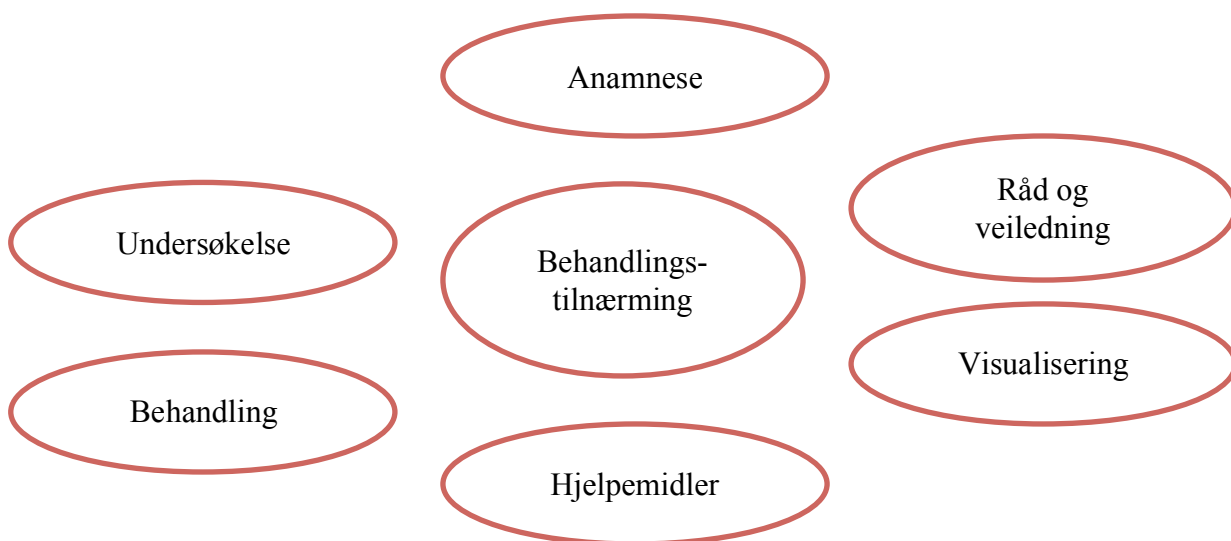 Anamnese
Råd og
veiledning
Undersøkelse
Behandlings-
tilnærming
Visualisering
Behandling
Hjelpemidler